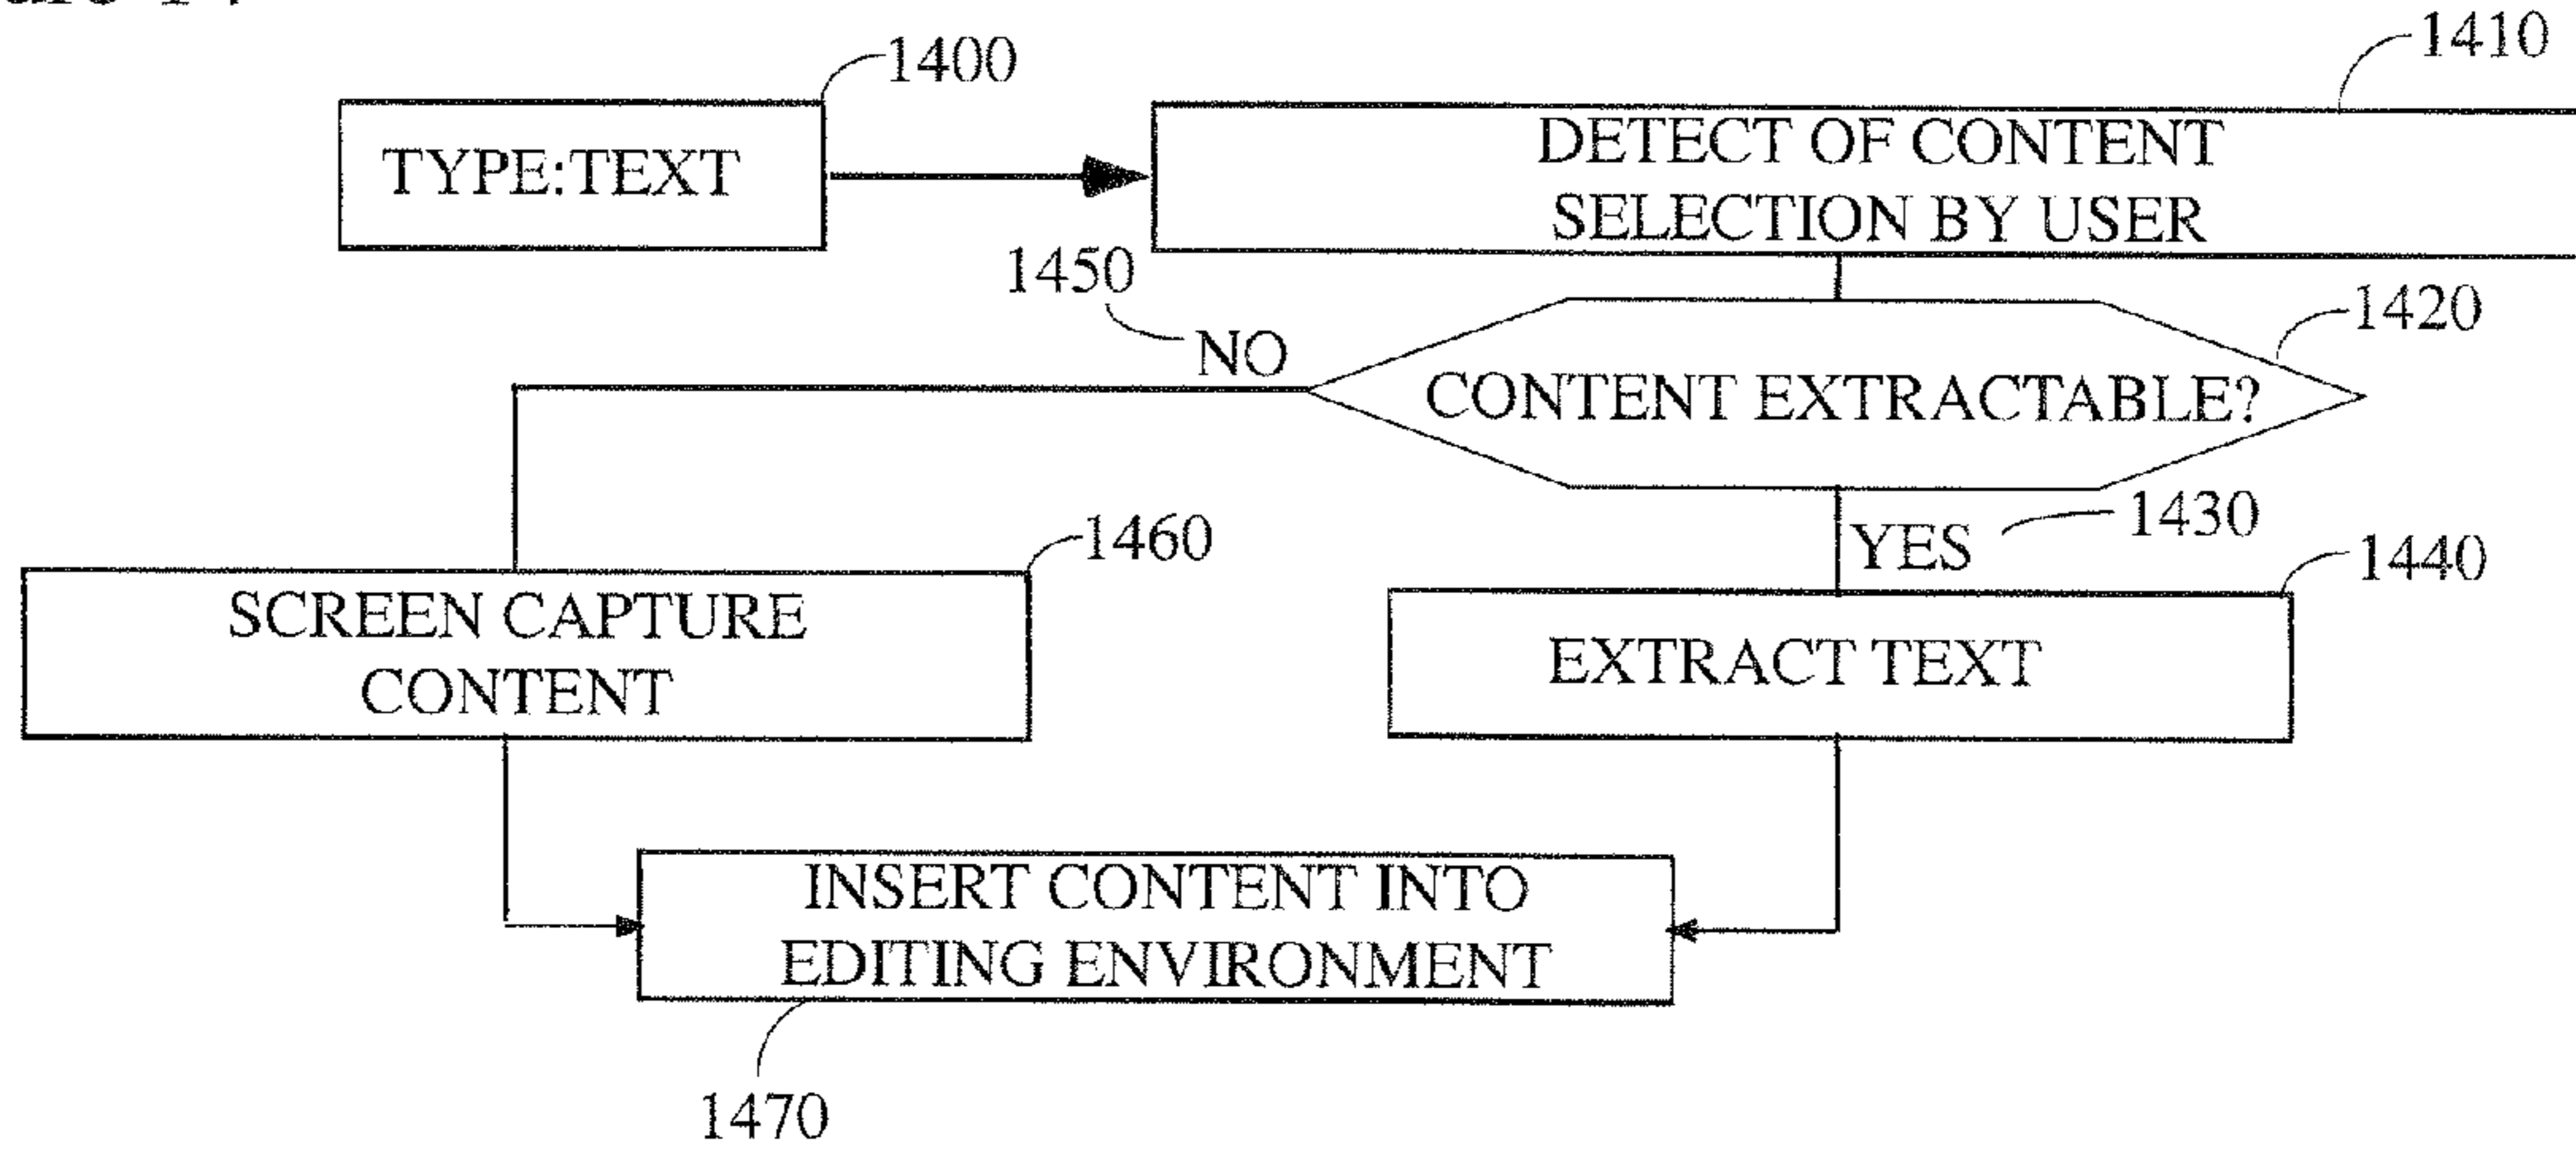 1400
1410
TYPE:TEXT
DETECT OF CONTENT
SELECTION BY USER
1450
1420
NO
CONTENT EXTRACTABLE?
1430
YES
1460
1440
SCREEN CAPTURE
CONTENT
EXTRACT TEXT
INSERT CONTENT INTO
EDITING ENVIRONMENT
1470